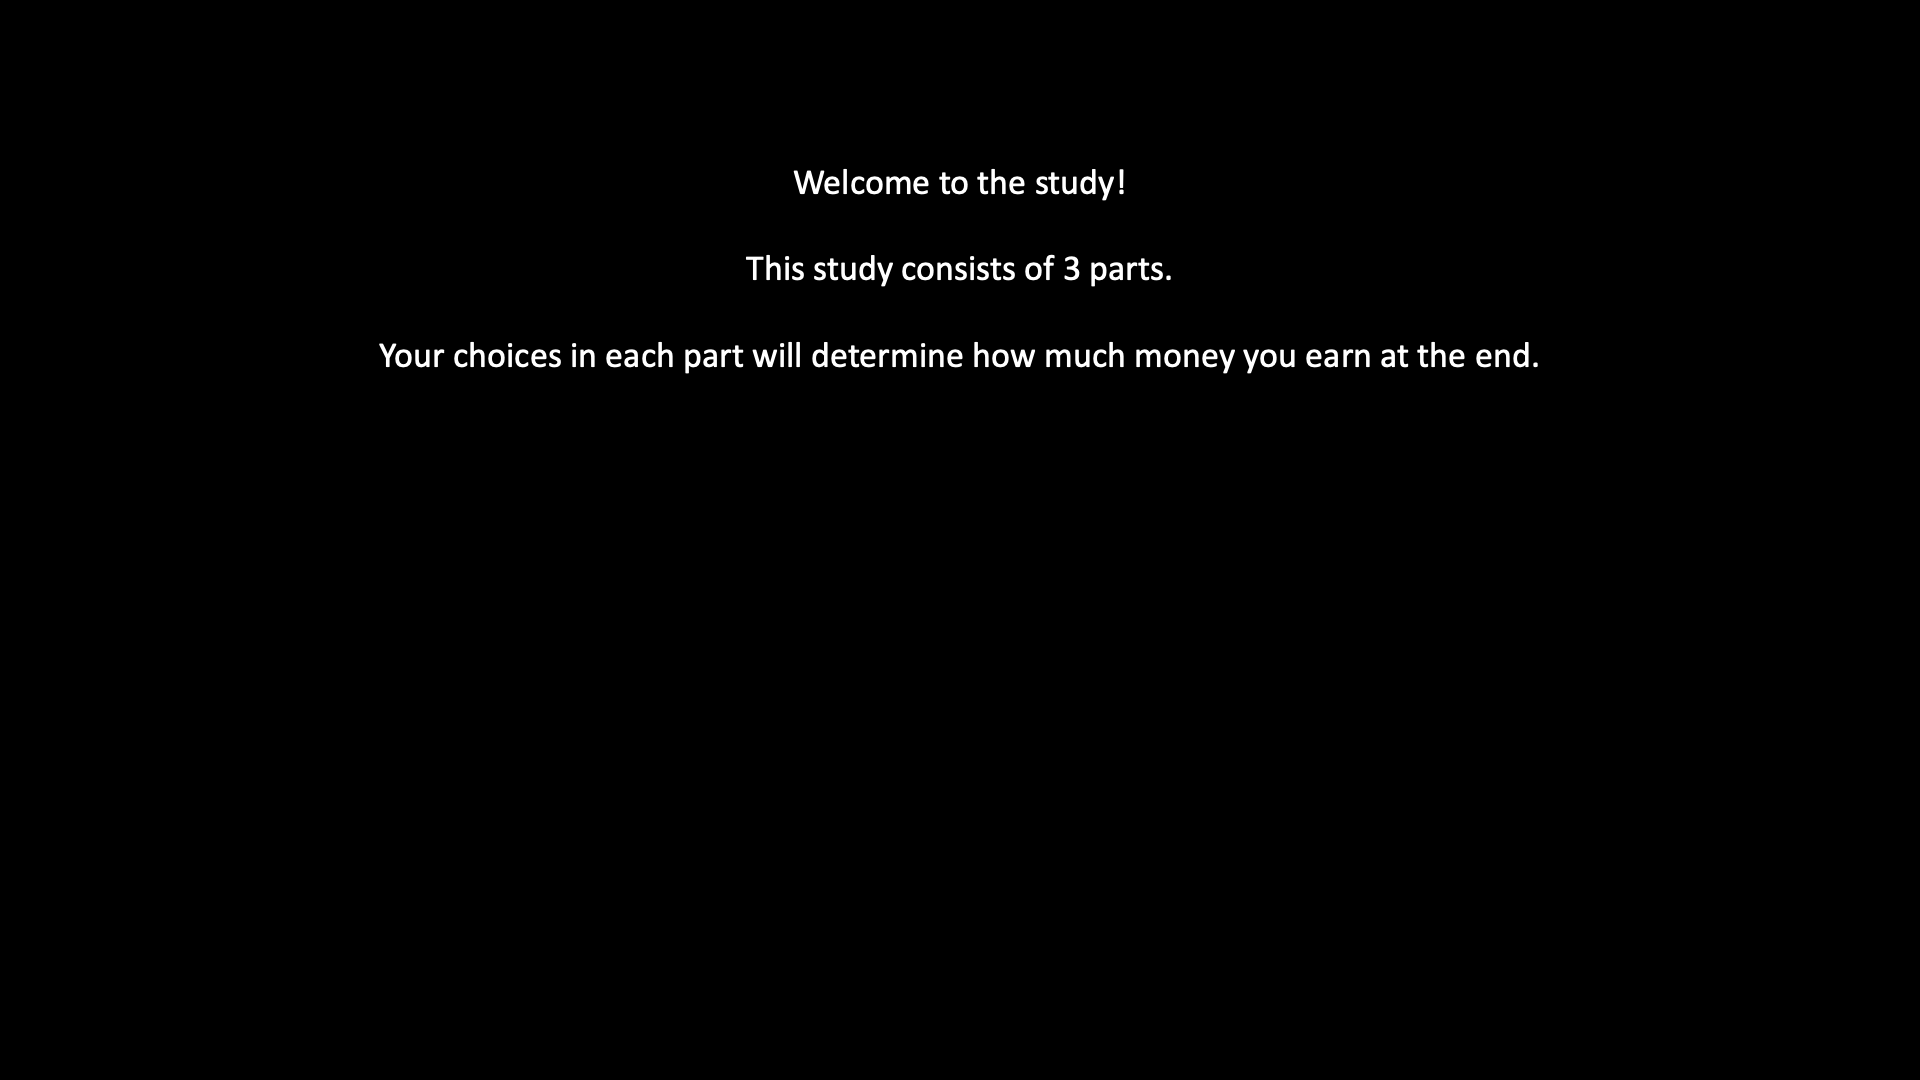 Welcome to the study!
This study consists of 3 parts.
Your choices in each part will determine how much money you earn at the end.